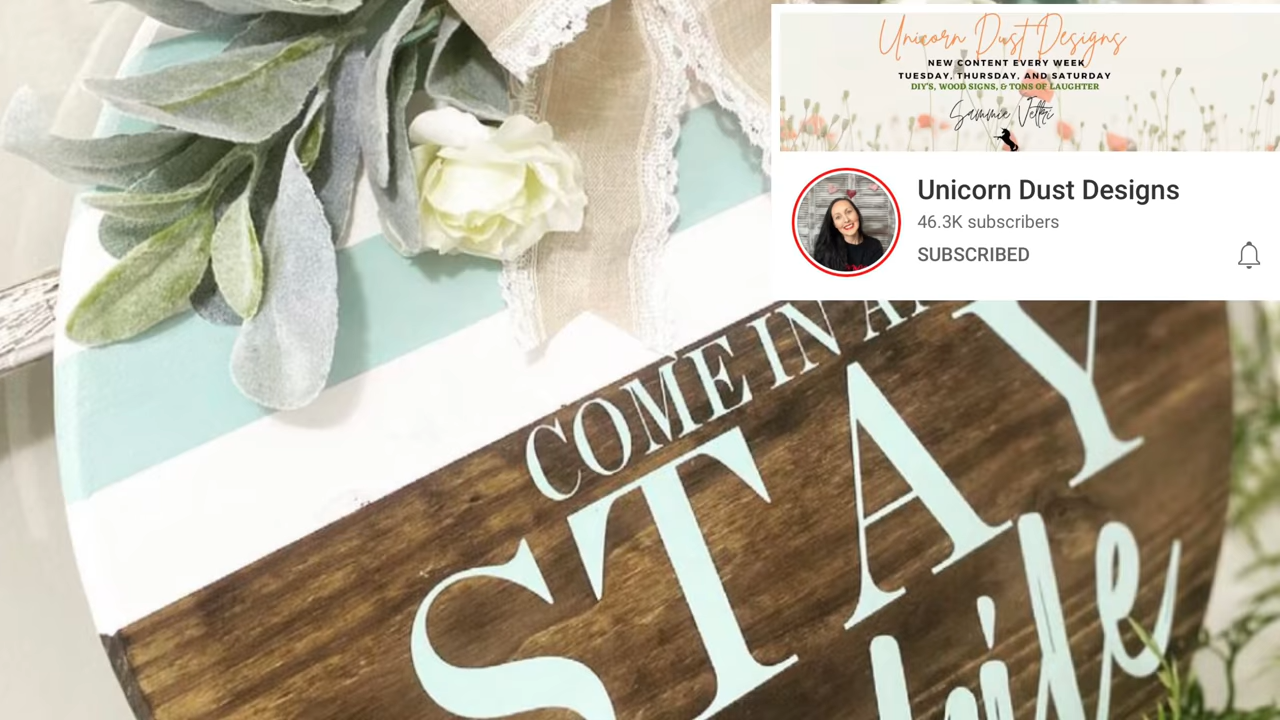 Unicorn Dust Designs
NEW CONTENT EVERY WEEK
TUESDAY, THURSDAY, AND SATURDAY
DIY'S, WOOD SIGNS, & TONS OF LAUGHTER
Sammie Vettri
Unicorn Dust Designs
46.3K subscribers
SUBSCRIBED
COME IN
STAY